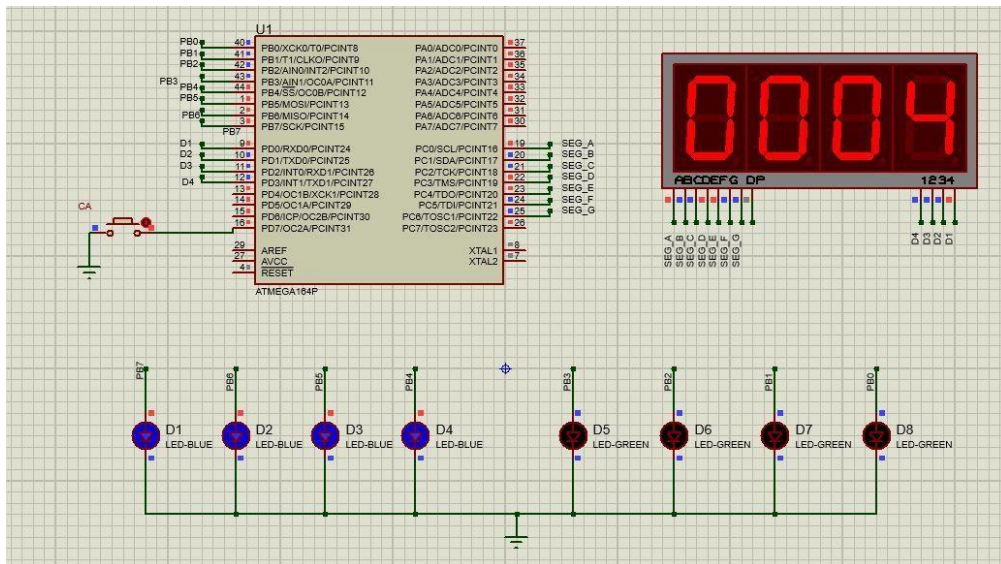 U1
PB0 40 PB0/XCK0/T0/PCINT8 PA0/ADC0/PCINT0 37
PB1 41 PB1/T1/CLKO/PCINT9 PA1/ADC1/PCINT1 36
PB2 42 PB2/AIN0/INT2/PCINT10 PA2/ADC2/PCINT2 35
PB3 43 PB3/AIN1/OC0A/PCINT11 PA3/ADC3/PCINT3 34
PB4 44 PB4/SS/OC0B/PCINT12 PA4/ADC4/PCINT4 33
PB5 1 PB5/MOSI/PCINT13 PA5/ADC5/PCINT5 32
PB6 2 PB6/MISO/PCINT14 PA6/ADC6/PCINT6 31
PB7 3 PB7/SCK/PCINT15 PA7/ADC7/PCINT7 30
D1 9 PD0/RXD0/PCINT24 PC0/SCL/PCINT16 19 SEG_A
D2 10 PD1/TXD0/PCINT25 PC1/SDA/PCINT17 20 SEG_B
D3 11 PD2/INT0/RXD1/PCINT26 PC2/TCK/PCINT18 21 SEG_C
D4 12 PD3/INT1/TXD1/PCINT27 PC3/TMS/PCINT19 22 SEG_D
13 PD4/OC1B/XCK1/PCINT28 PC4/TDO/PCINT20 23 SEG_E
14 PD5/OC1A/PCINT29 PC5/TDI/PCINT21 24 SEG_F
15 PD6/ICP/OC2B/PCINT30 PC6/TOSC1/PCINT22 25 SEG_G
16 PD7/OC2A/PCINT31 PC7/TOSC2/PCINT23 26
CA
29 AREF XTAL1 8
27 AVCC XTAL2 7
4 RESET
ATMEGA164P
0004
ABCDEFG DP 1234
SEG_A
SEG_B
SEG_C
SEG_D
SEG_E
SEG_F
SEG_G
D4
D3
D2
D1
PB7
PB6
PB5
PB4
PB3
PB2
PB1
PB0
D1
LED-BLUE
D2
LED-BLUE
D3
LED-BLUE
D4
LED-BLUE
D5
LED-GREEN
D6
LED-GREEN
D7
LED-GREEN
D8
LED-GREEN